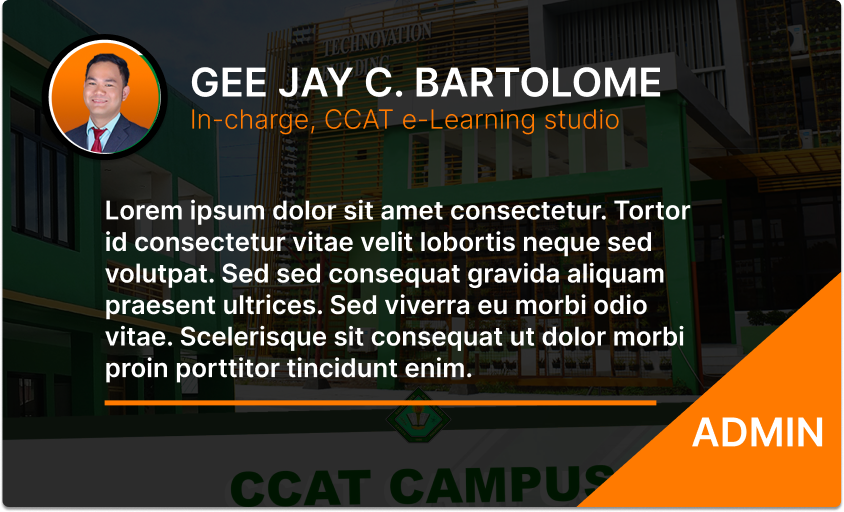 TECHNOVATION
BUILDING
GEE JAY C. BARTOLOME
In-charge, CCAT e-Learning studio
Lorem ipsum dolor sit amet consectetur. Tortor
id consectetur vitae velit lobortis neque sed
volutpat. Sed sed consequat gravida aliquam
praesent ultrices. Sed viverra eu morbi odio
vitae. Scelerisque sit consequat ut dolor morbi
proin porttitor tincidunt enim.
ADMIN
CCAT CAMPUS